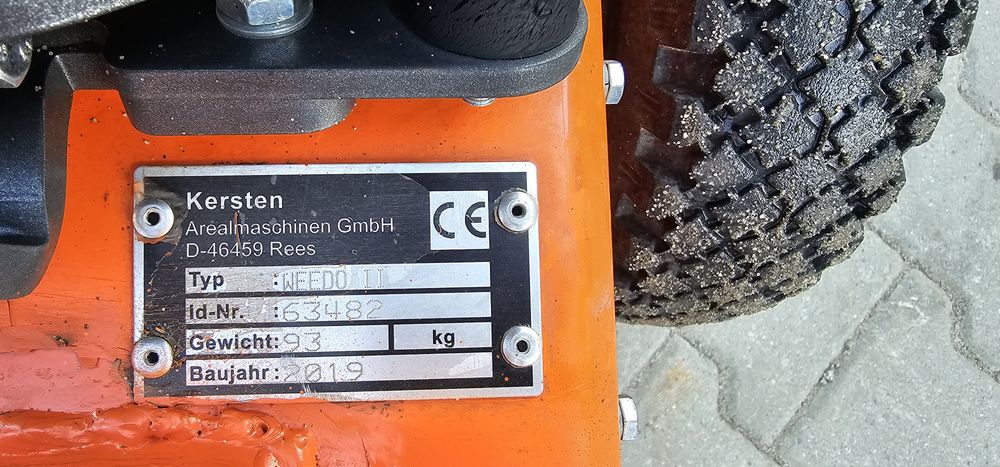 Kersten
Arealmaschinen GmbH
D-46459 Rees
CE
Typ : WEEDO II
Id-Nr. : 63482
Gewicht: 93 kg
Baujahr: 2019